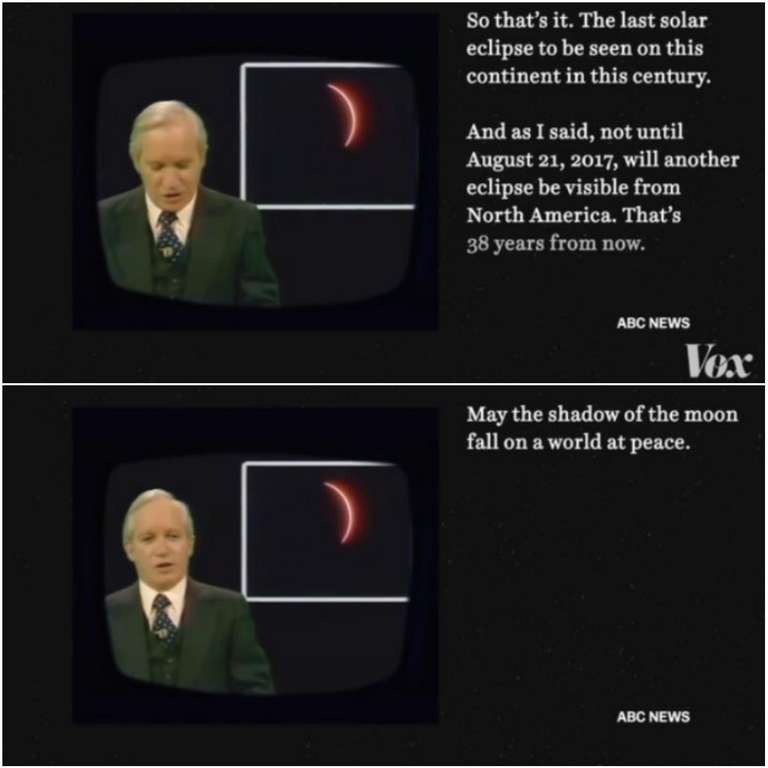 So that's it. The last solar
eclipse to be seen on this
continent in this century.
And as I said, not until
August 21, 2017, will another
eclipse be visible from
North America. That's
38 years from now.
ABC NEWS
Vox
May the shadow of the moon
fall on a world at peace.
ABC NEWS